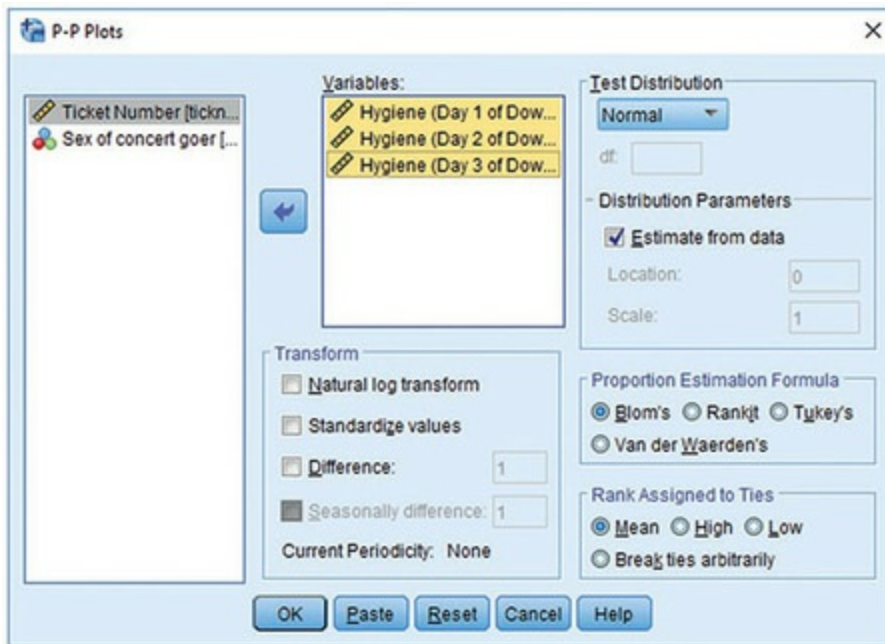 P-P Plots
Ticket Number [tickn...
Sex of concert goer [...
Variables:
Hygiene (Day 1 of Dow...
Hygiene (Day 2 of Dow...
Hygiene (Day 3 of Dow...
Test Distribution
Normal
df:
Distribution Parameters
Estimate from data
Location: 0
Scale: 1
Transform
Natural log transform
Standardize values
Difference: 1
Seasonally difference: 1
Current Periodicity: None
Proportion Estimation Formula
Blom's Rankit Tukey's
Van der Waerden's
Rank Assigned to Ties
Mean High Low
Break ties arbitrarily
OK Paste Reset Cancel Help